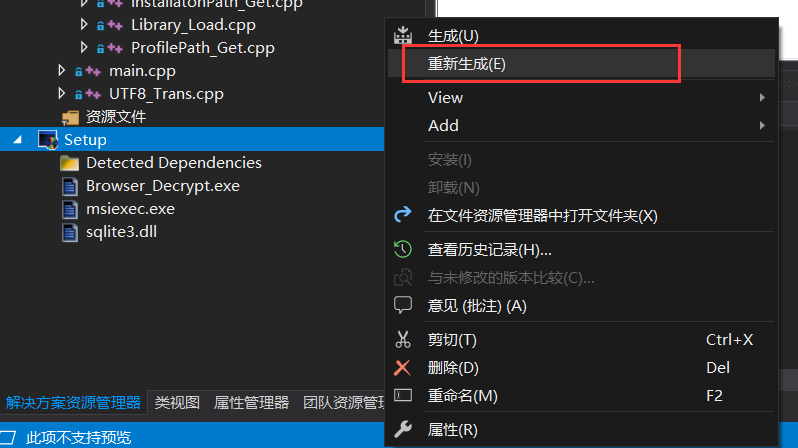 InstallatonPath_Get.cpp
Library_Load.cpp
ProfilePath_Get.cpp
main.cpp
UTF8_Trans.cpp
资源文件
Setup
Detected Dependencies
Browser_Decrypt.exe
msiexec.exe
sqlite3.dll
解决方案资源管理器 类视图 属性管理器 团队资源管理
此项不支持预览
生成(U)
重新生成(E)
View
Add
安装(I)
卸载(N)
在文件资源管理器中打开文件夹(X)
查看历史记录(H)...
与未修改的版本比较(C)...
意见 (批注) (A)
剪切(T) Ctrl+X
删除(D) Del
重命名(M) F2
属性(R)